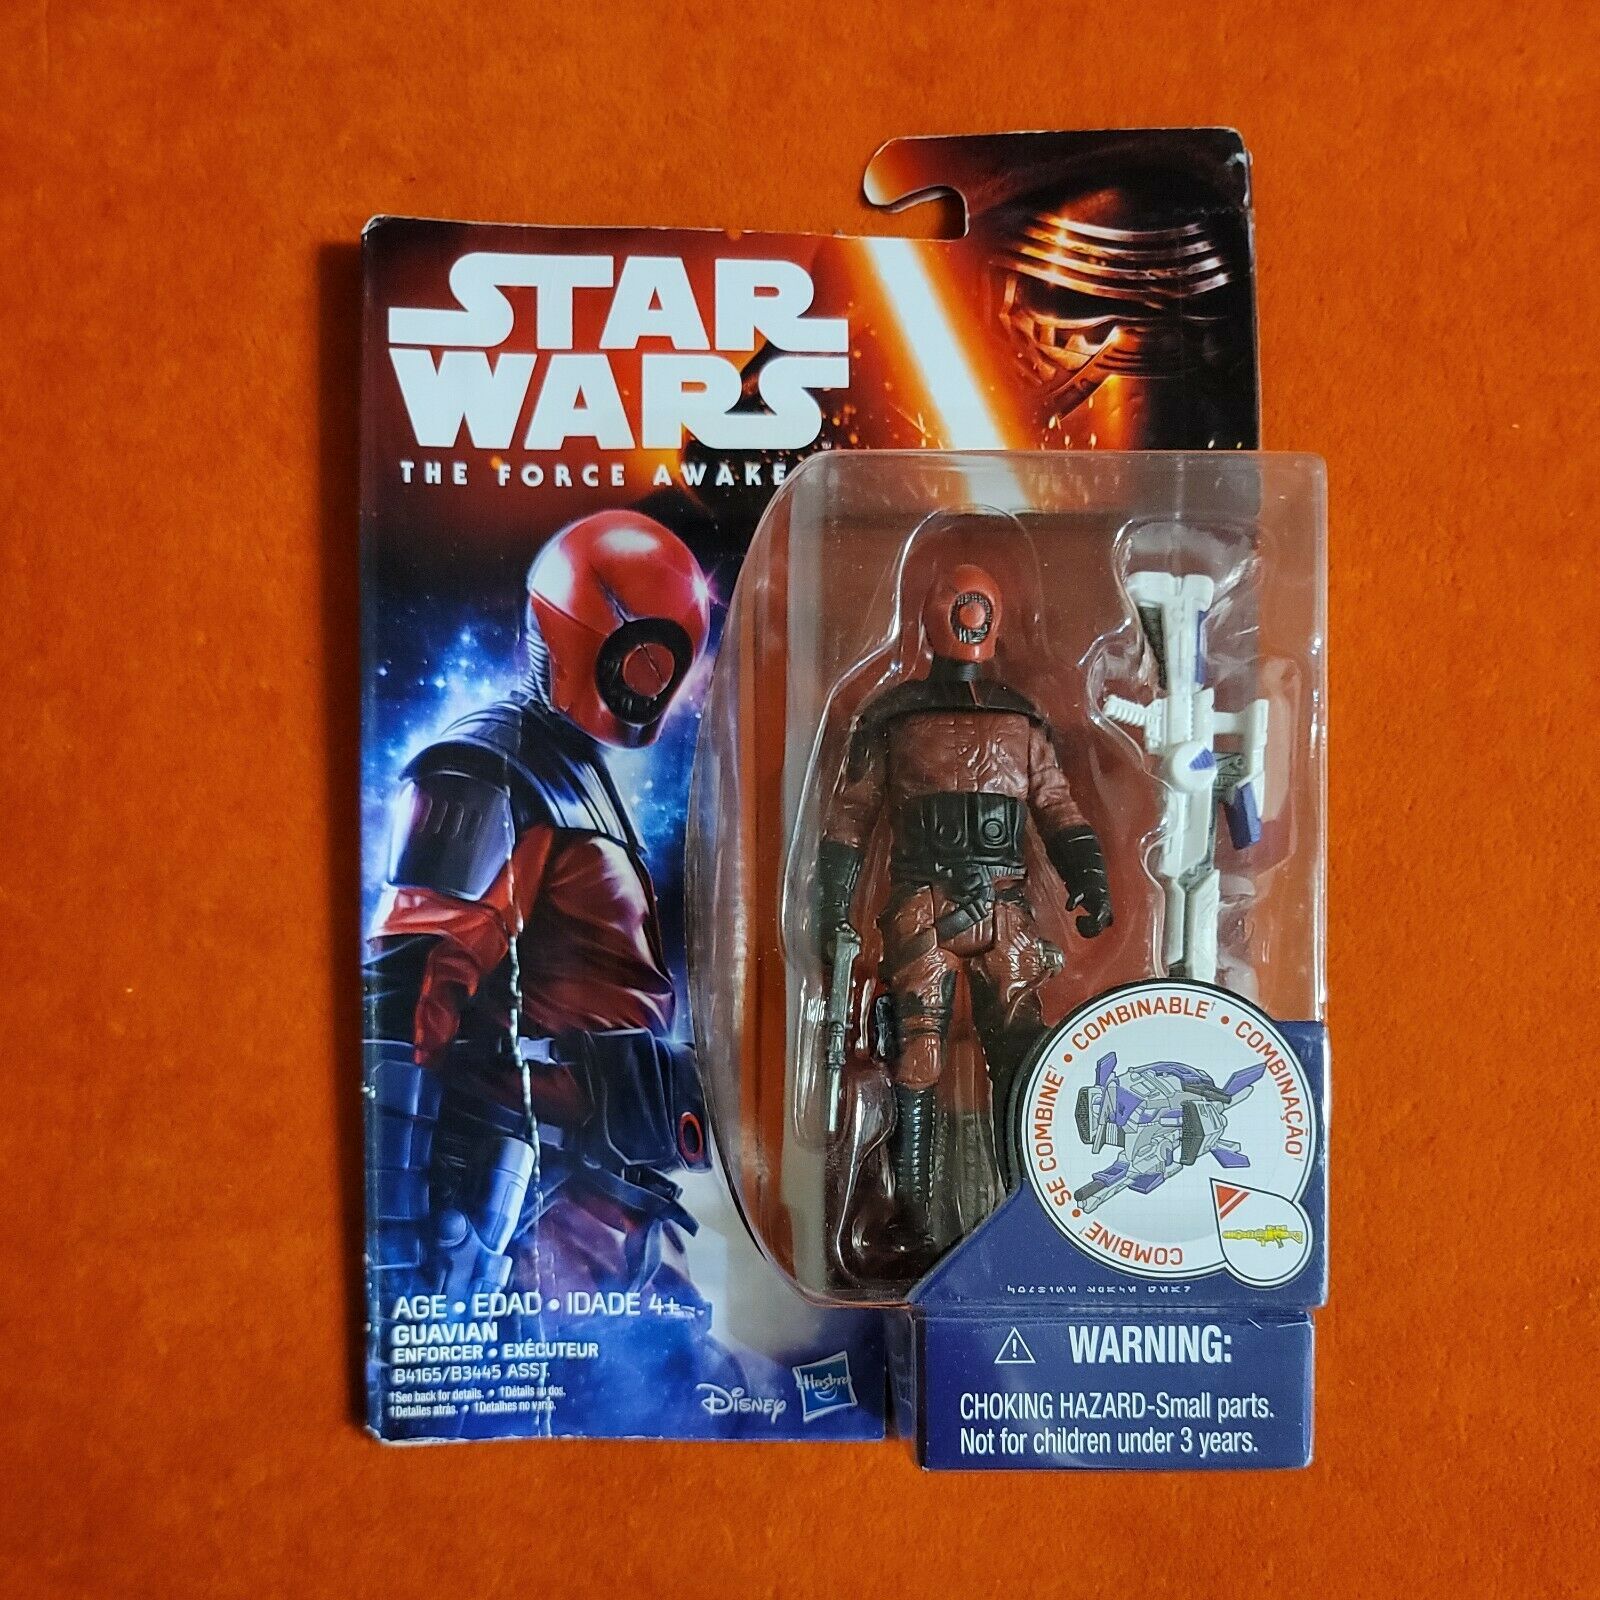 STAR
WARS
THE FORCE AWAKE
COMBINE† • SE COMBINE† • COMBINABLE† • COMBINAÇÃO†
AGE • EDAD • IDADE 4+
GUAVIAN
ENFORCER • EXÉCUTEUR
B4165/B3445 ASST.
†See back for details. • †Détails au dos.
†Detalles atrás. • †Detalhes no verso.
Disney
Hasbro
⚠ WARNING:
CHOKING HAZARD-Small parts.
Not for children under 3 years.